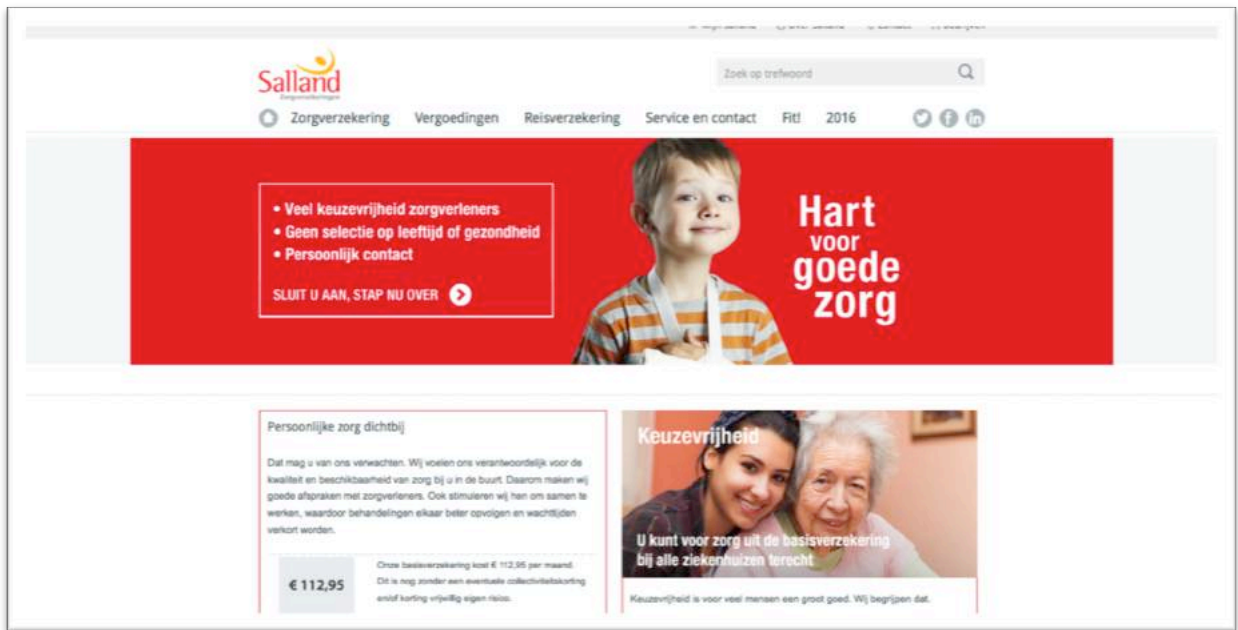 Salland
Zorgverzekeringen
Zoek op trefwoord
Zorgverzekering Vergoedingen Reisverzekering Service en contact Fit! 2016
• Veel keuzevrijheid zorgverleners
• Geen selectie op leeftijd of gezondheid
• Persoonlijk contact
SLUIT U AAN, STAP NU OVER
Hart
voor
goede
zorg
Persoonlijke zorg dichtbij
Dat mag u van ons verwachten. Wij voelen ons verantwoordelijk voor de
kwaliteit en beschikbaarheid van zorg bij u in de buurt. Daarom maken wij
goede afspraken met zorgverleners. Ook stimuleren wij hen om samen te
werken, waardoor behandelingen elkaar beter opvolgen en wachttijden
verkort worden.
€ 112,95
Onze basisverzekering kost € 112,95 per maand.
Dit is nog zonder een eventuele collectiviteitskorting
en/of korting vrijwillig eigen risico.
Keuzevrijheid
U kunt voor zorg uit de basisverzekering
bij alle ziekenhuizen terecht
Keuzevrijheid is voor veel mensen een groot goed. Wij begrijpen dat.